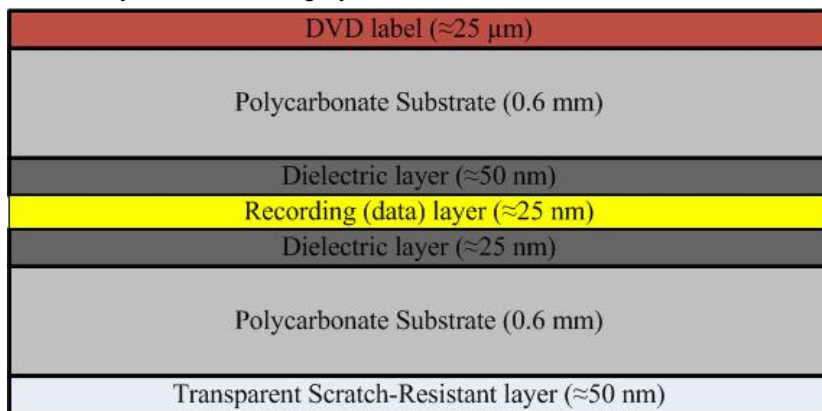 DVD label (≈25 μm)
Polycarbonate Substrate (0.6 mm)
Dielectric layer (≈50 nm)
Recording (data) layer (≈25 nm)
Dielectric layer (≈25 nm)
Polycarbonate Substrate (0.6 mm)
Transparent Scratch-Resistant layer (≈50 nm)